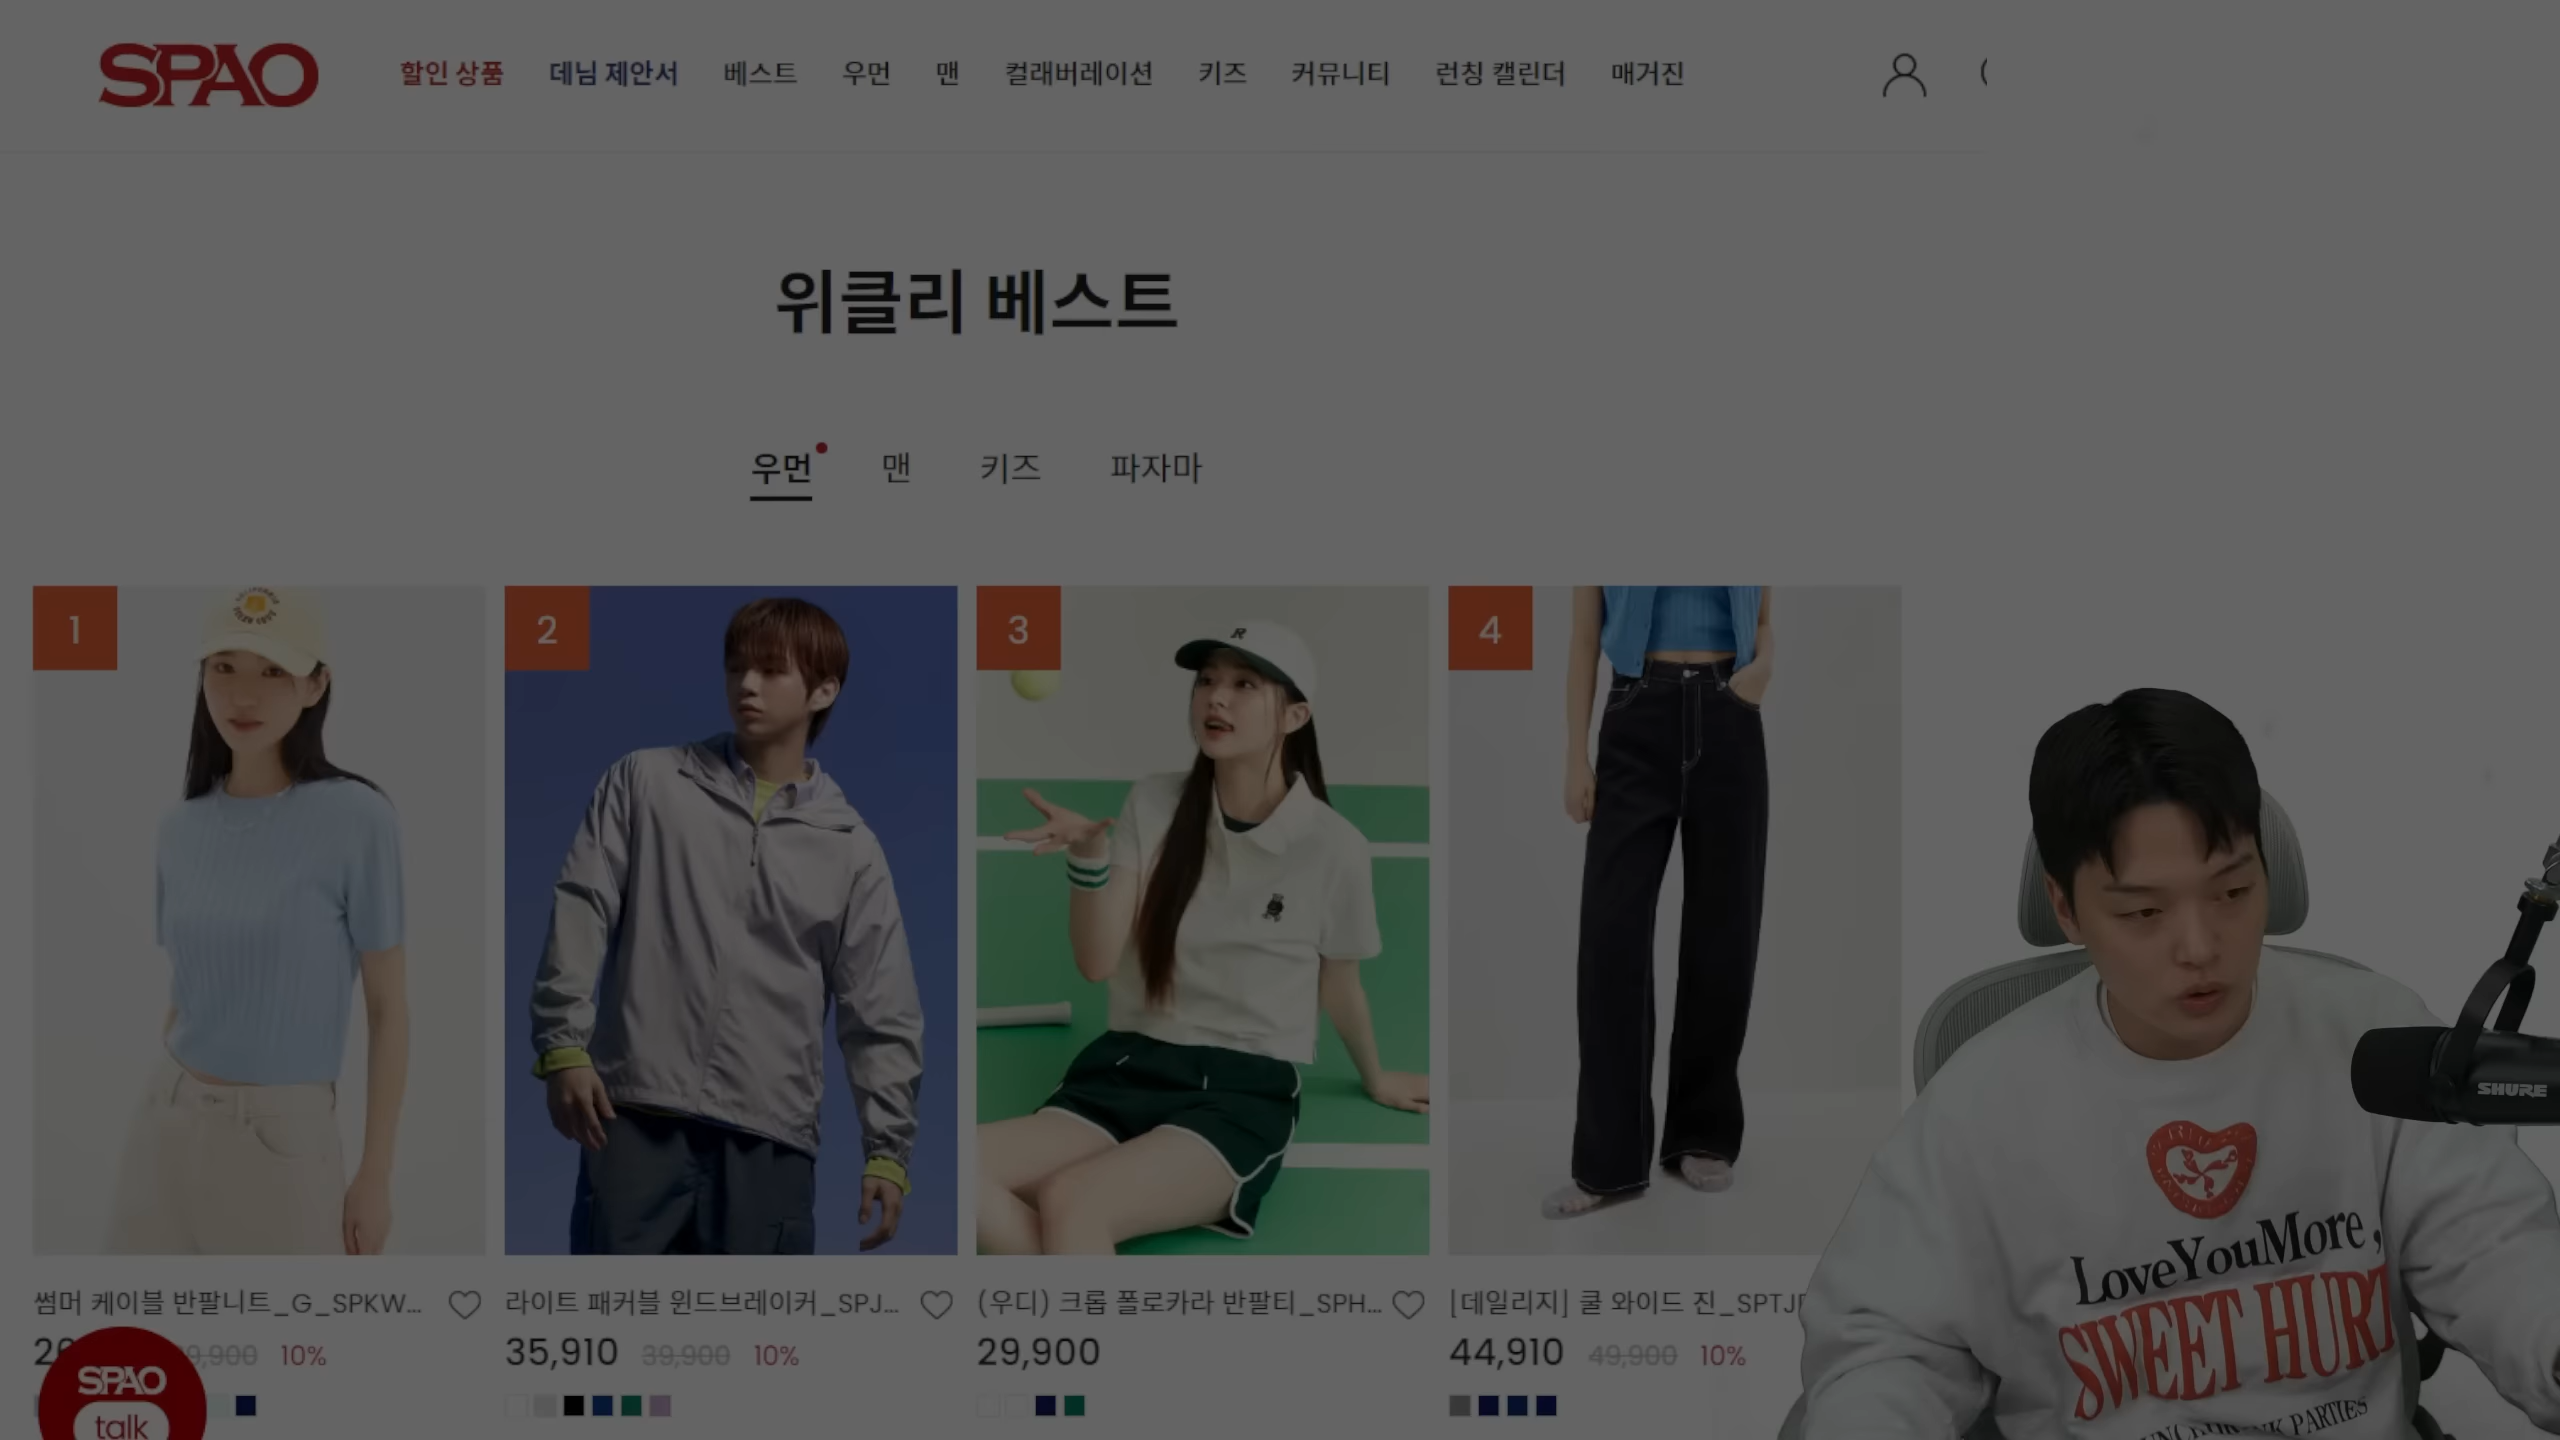 SPAO 할인 상품 데님 제안서 베스트 우먼 맨 컬래버레이션 키즈 커뮤니티 런칭 캘린더 매거진
위클리 베스트
우먼 맨 키즈 파자마
1 2 3 4
R
썸머 케이블 반팔니트_G_SPKW... 라이트 패커블 윈드브레이커_SPJ... (우디) 크롭 폴로카라 반팔티_SPH... [데일리지] 쿨 와이드 진_SPTJ
10% 35,910 39,900 10% 29,900 44,910 49,900 10%
SPAO
talk
SHURE
LoveYouMore,
SWEET HURT
PARTIES